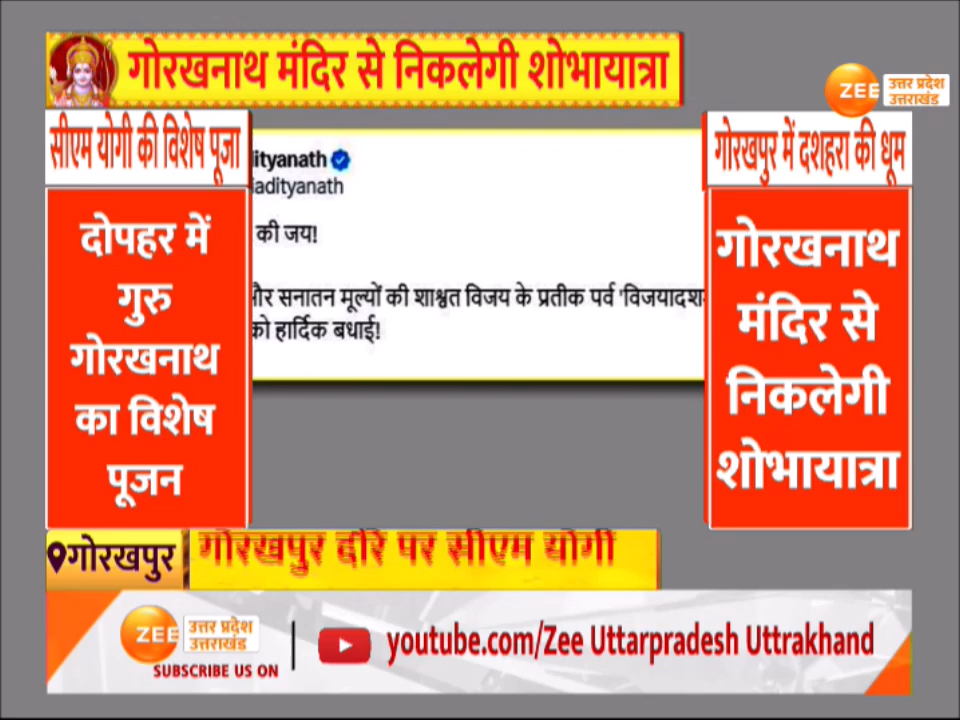 गोरखनाथ मंदिर से निकलेगी शोभायात्रा
ZEE उत्तर प्रदेश
उत्तराखंड
सीएम योगी की विशेष पूजा
गोरखपुर में दशहरा की धूम
दोपहर में
गुरु
गोरखनाथ
का विशेष
पूजन
ityanath
iadityanath
की जय!
और सनातन मूल्यों की शाश्वत विजय के प्रतीक पर्व 'विजयादश
को हार्दिक बधाई!
गोरखनाथ
मंदिर से
निकलेगी
शोभायात्रा
गोरखपुर
गोरखपुर दौरे पर सीएम योगी
ZEE उत्तर प्रदेश
उत्तराखंड
SUBSCRIBE US ON
youtube.com/Zee Uttarpradesh Uttrakhand